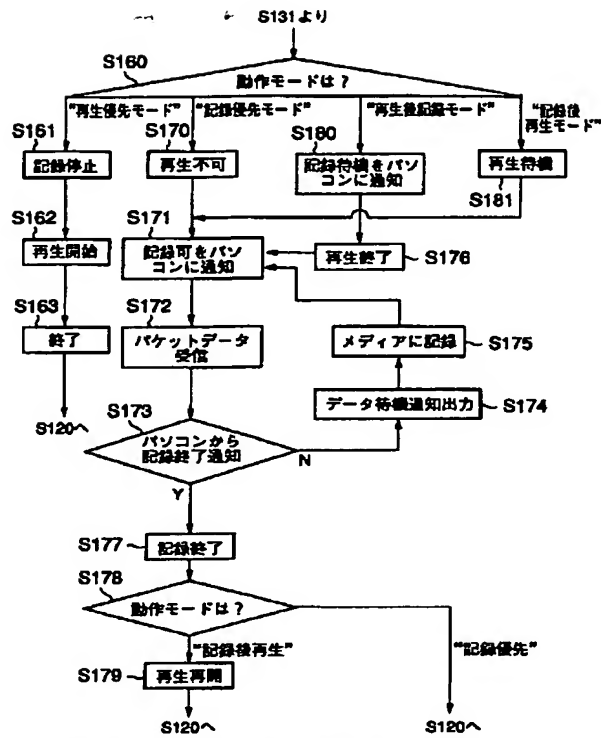 S131より
S160
動作モードは？
"再生優先モード"
"記録優先モード"
"再生後記録モード"
"記録後
再生モード"
S161
記録停止
S170
再生不可
S180
記録待機をパソ
コンに通知
再生待機
S181
S162
再生開始
S171
記録可をパソ
コンに通知
再生終了
S176
S163
終了
S172
パケットデータ
受信
メディアに記録
S175
S120へ
データ待機通知出力
S174
S173
パソコンから
記録終了通知
N
Y
S177
記録終了
S178
動作モードは？
"記録後再生"
"記録優先"
S179
再生再開
S120へ
S120へ